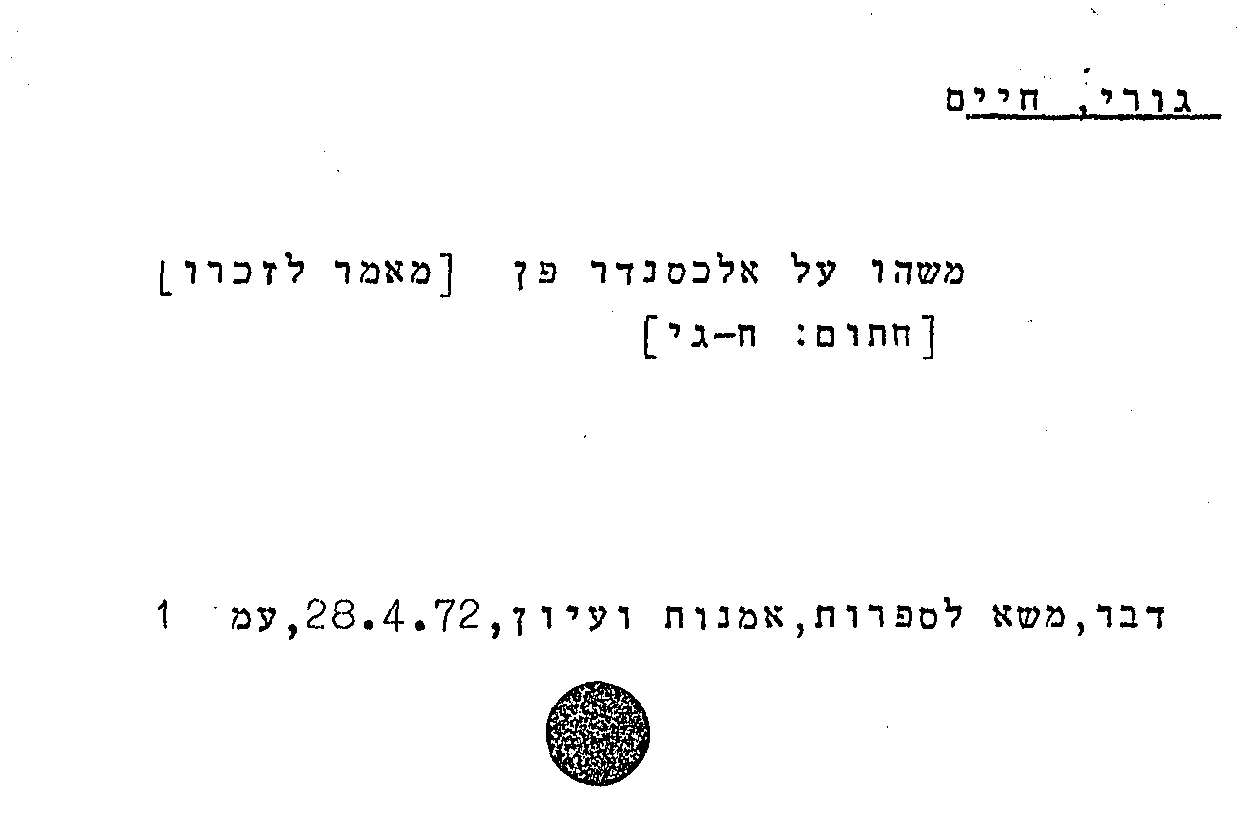 גורי, חיים
משהו על אלכסנדר פן [מאמר לזכרו]
[חתום: ח-גי]
דבר,משא לספרות,אמנות ועיון,28.4.72,עמ 1